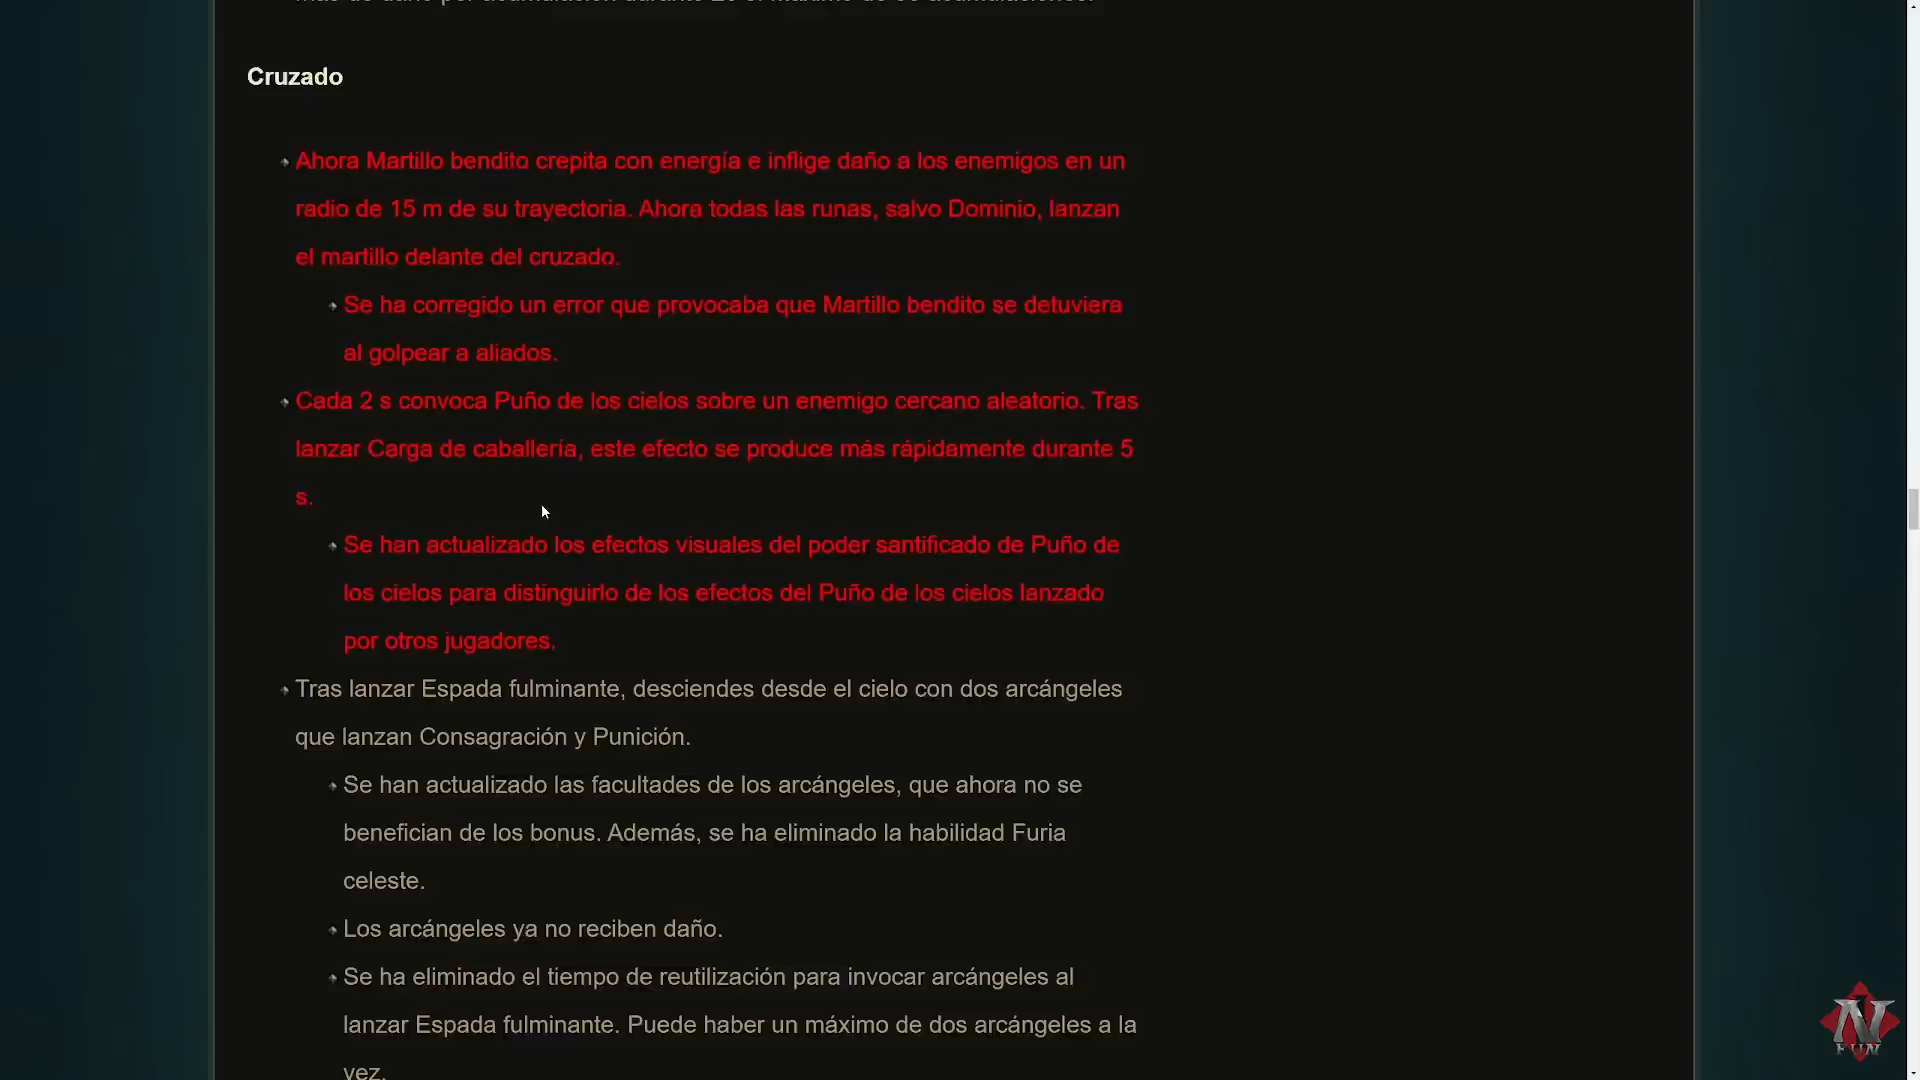 Cruzado
Ahora Martillo bendito crepita con energía e inflige daño a los enemigos en un
radio de 15 m de su trayectoria. Ahora todas las runas, salvo Dominio, lanzan
el martillo delante del cruzado.
Se ha corregido un error que provocaba que Martillo bendito se detuviera
al golpear a aliados.
Cada 2 s convoca Puño de los cielos sobre un enemigo cercano aleatorio. Tras
lanzar Carga de caballería, este efecto se produce más rápidamente durante 5
s.
Se han actualizado los efectos visuales del poder santificado de Puño de
los cielos para distinguirlo de los efectos del Puño de los cielos lanzado
por otros jugadores.
Tras lanzar Espada fulminante, desciendes desde el cielo con dos arcángeles
que lanzan Consagración y Punición.
Se han actualizado las facultades de los arcángeles, que ahora no se
benefician de los bonus. Además, se ha eliminado la habilidad Furia
celeste.
Los arcángeles ya no reciben daño.
Se ha eliminado el tiempo de reutilización para invocar arcángeles al
lanzar Espada fulminante. Puede haber un máximo de dos arcángeles a la
vez.
N
FUN